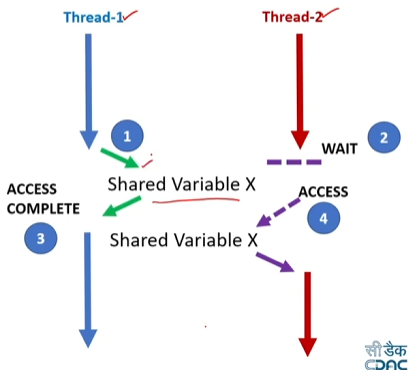 Thread-1
Thread-2
1
2
WAIT
Shared Variable X
ACCESS
COMPLETE
ACCESS
3
4
Shared Variable X
सी डैक
CDAC